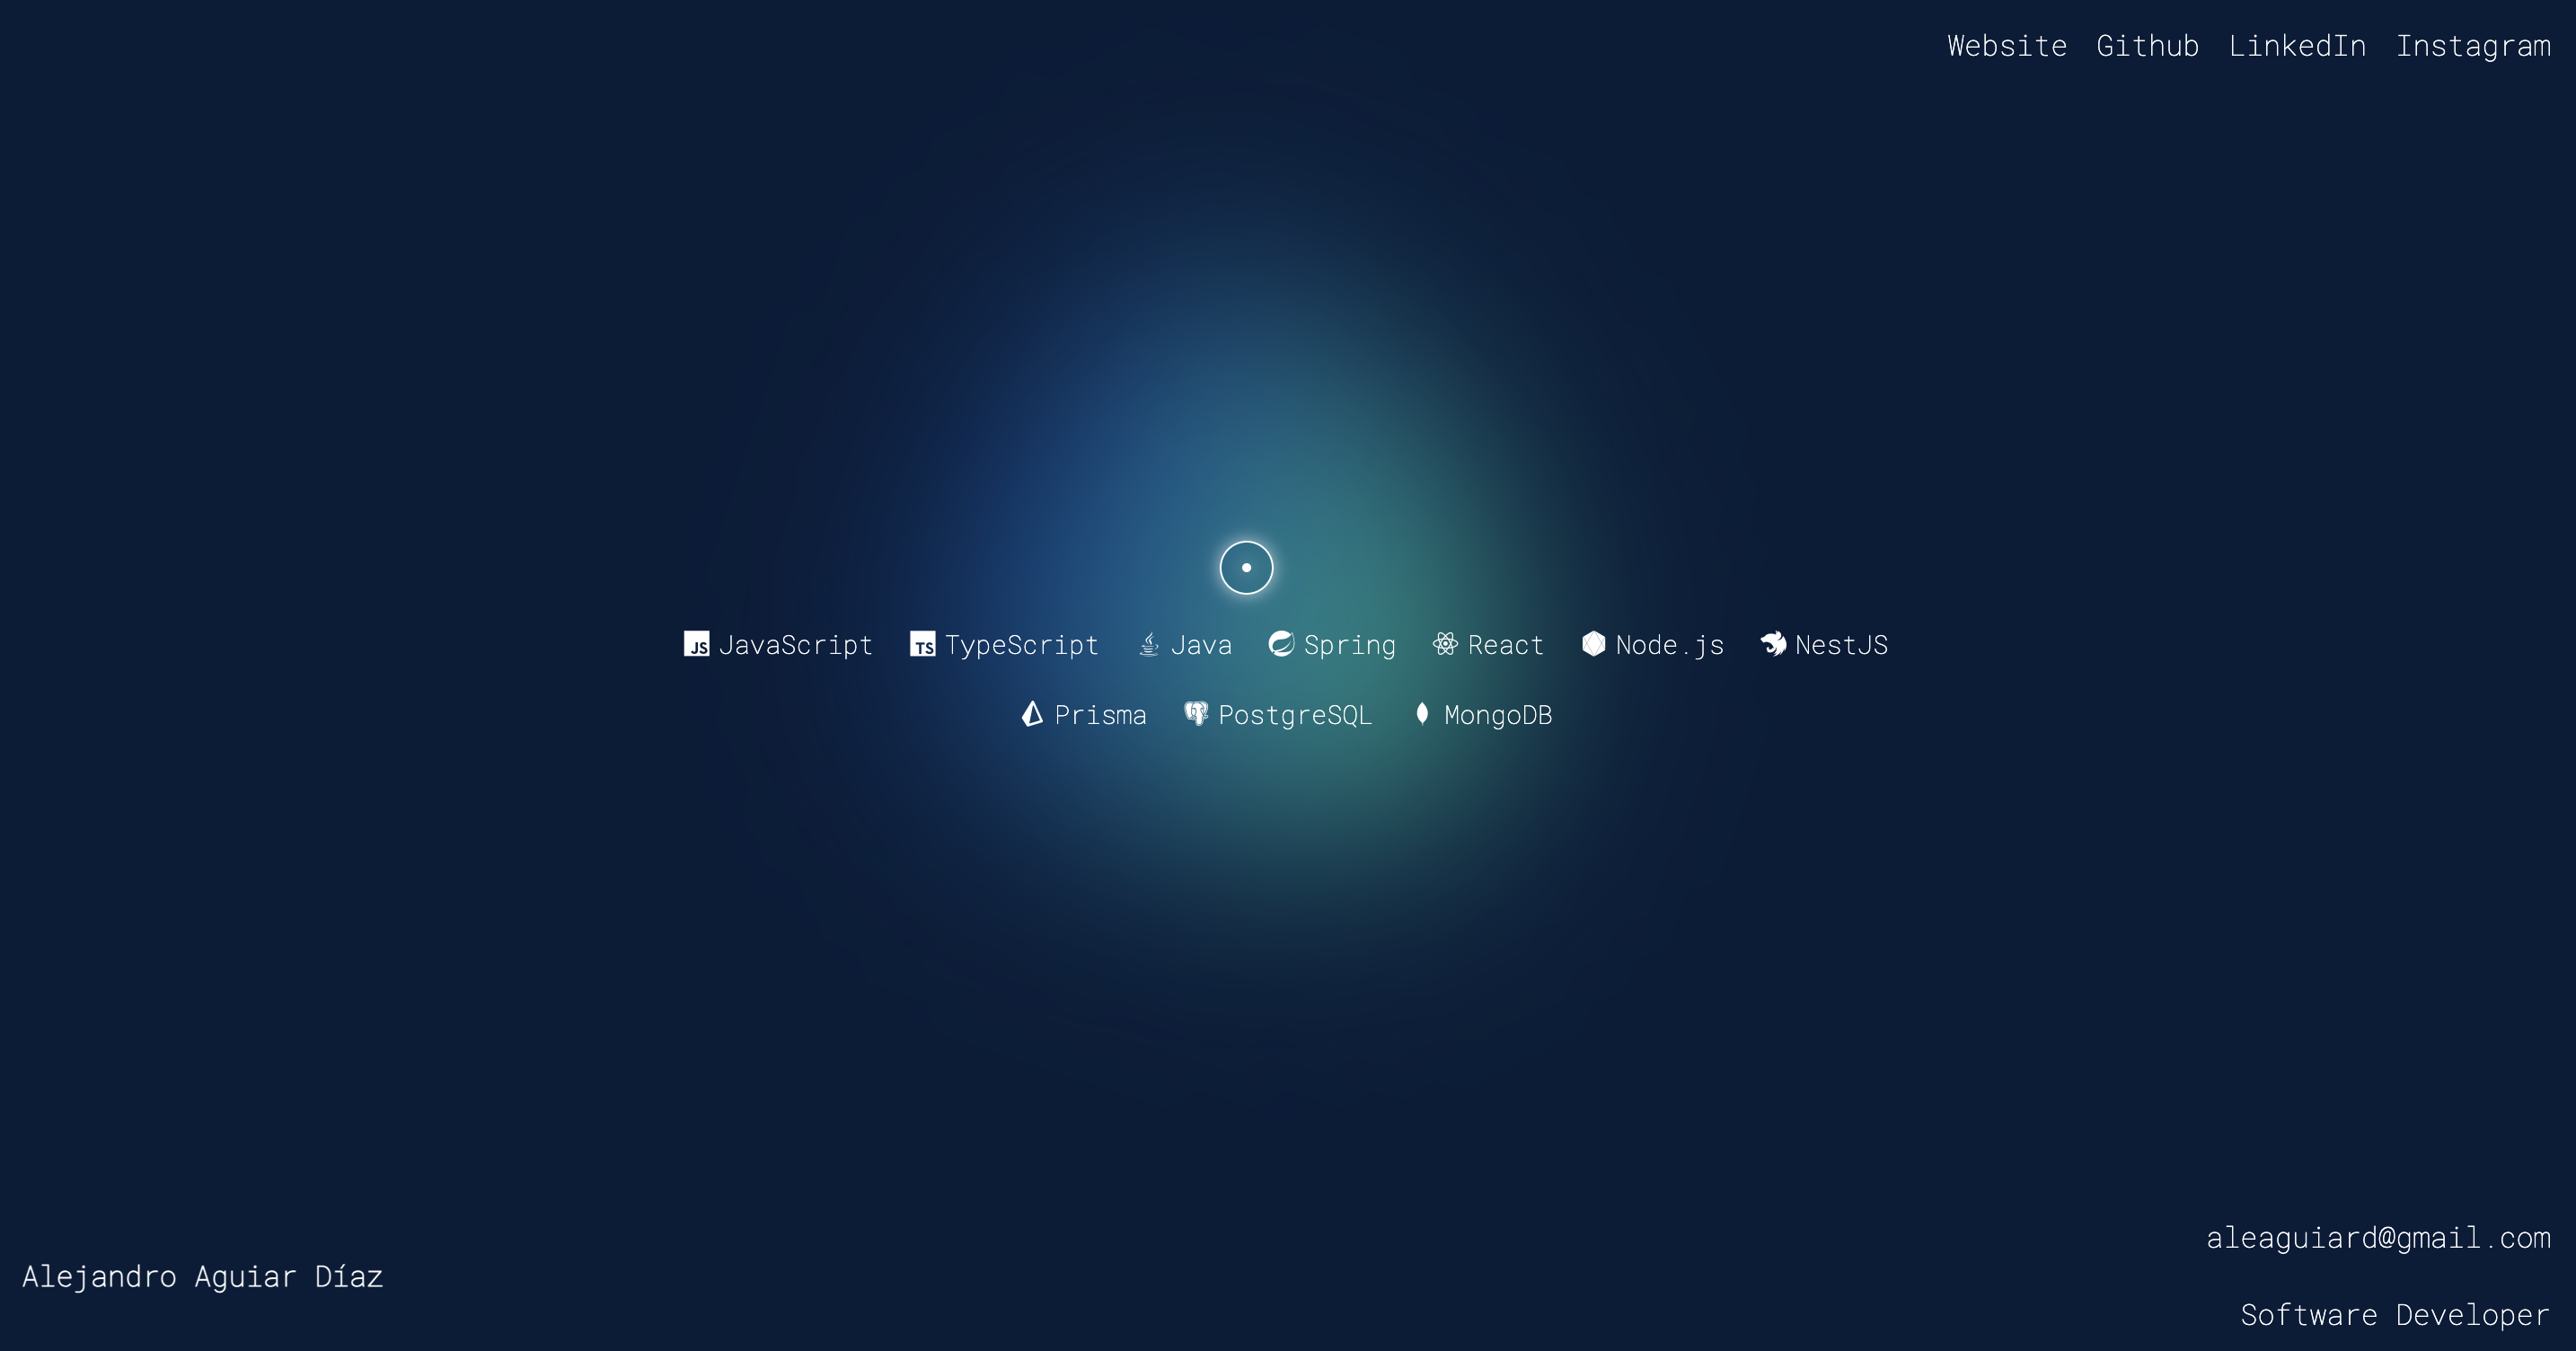 Website Github LinkedIn Instagram
JS JavaScript TS TypeScript Java Spring React Node.js NestJS
Prisma PostgreSQL MongoDB
aleaguiard@gmail.com
Alejandro Aguiar Díaz
Software Developer